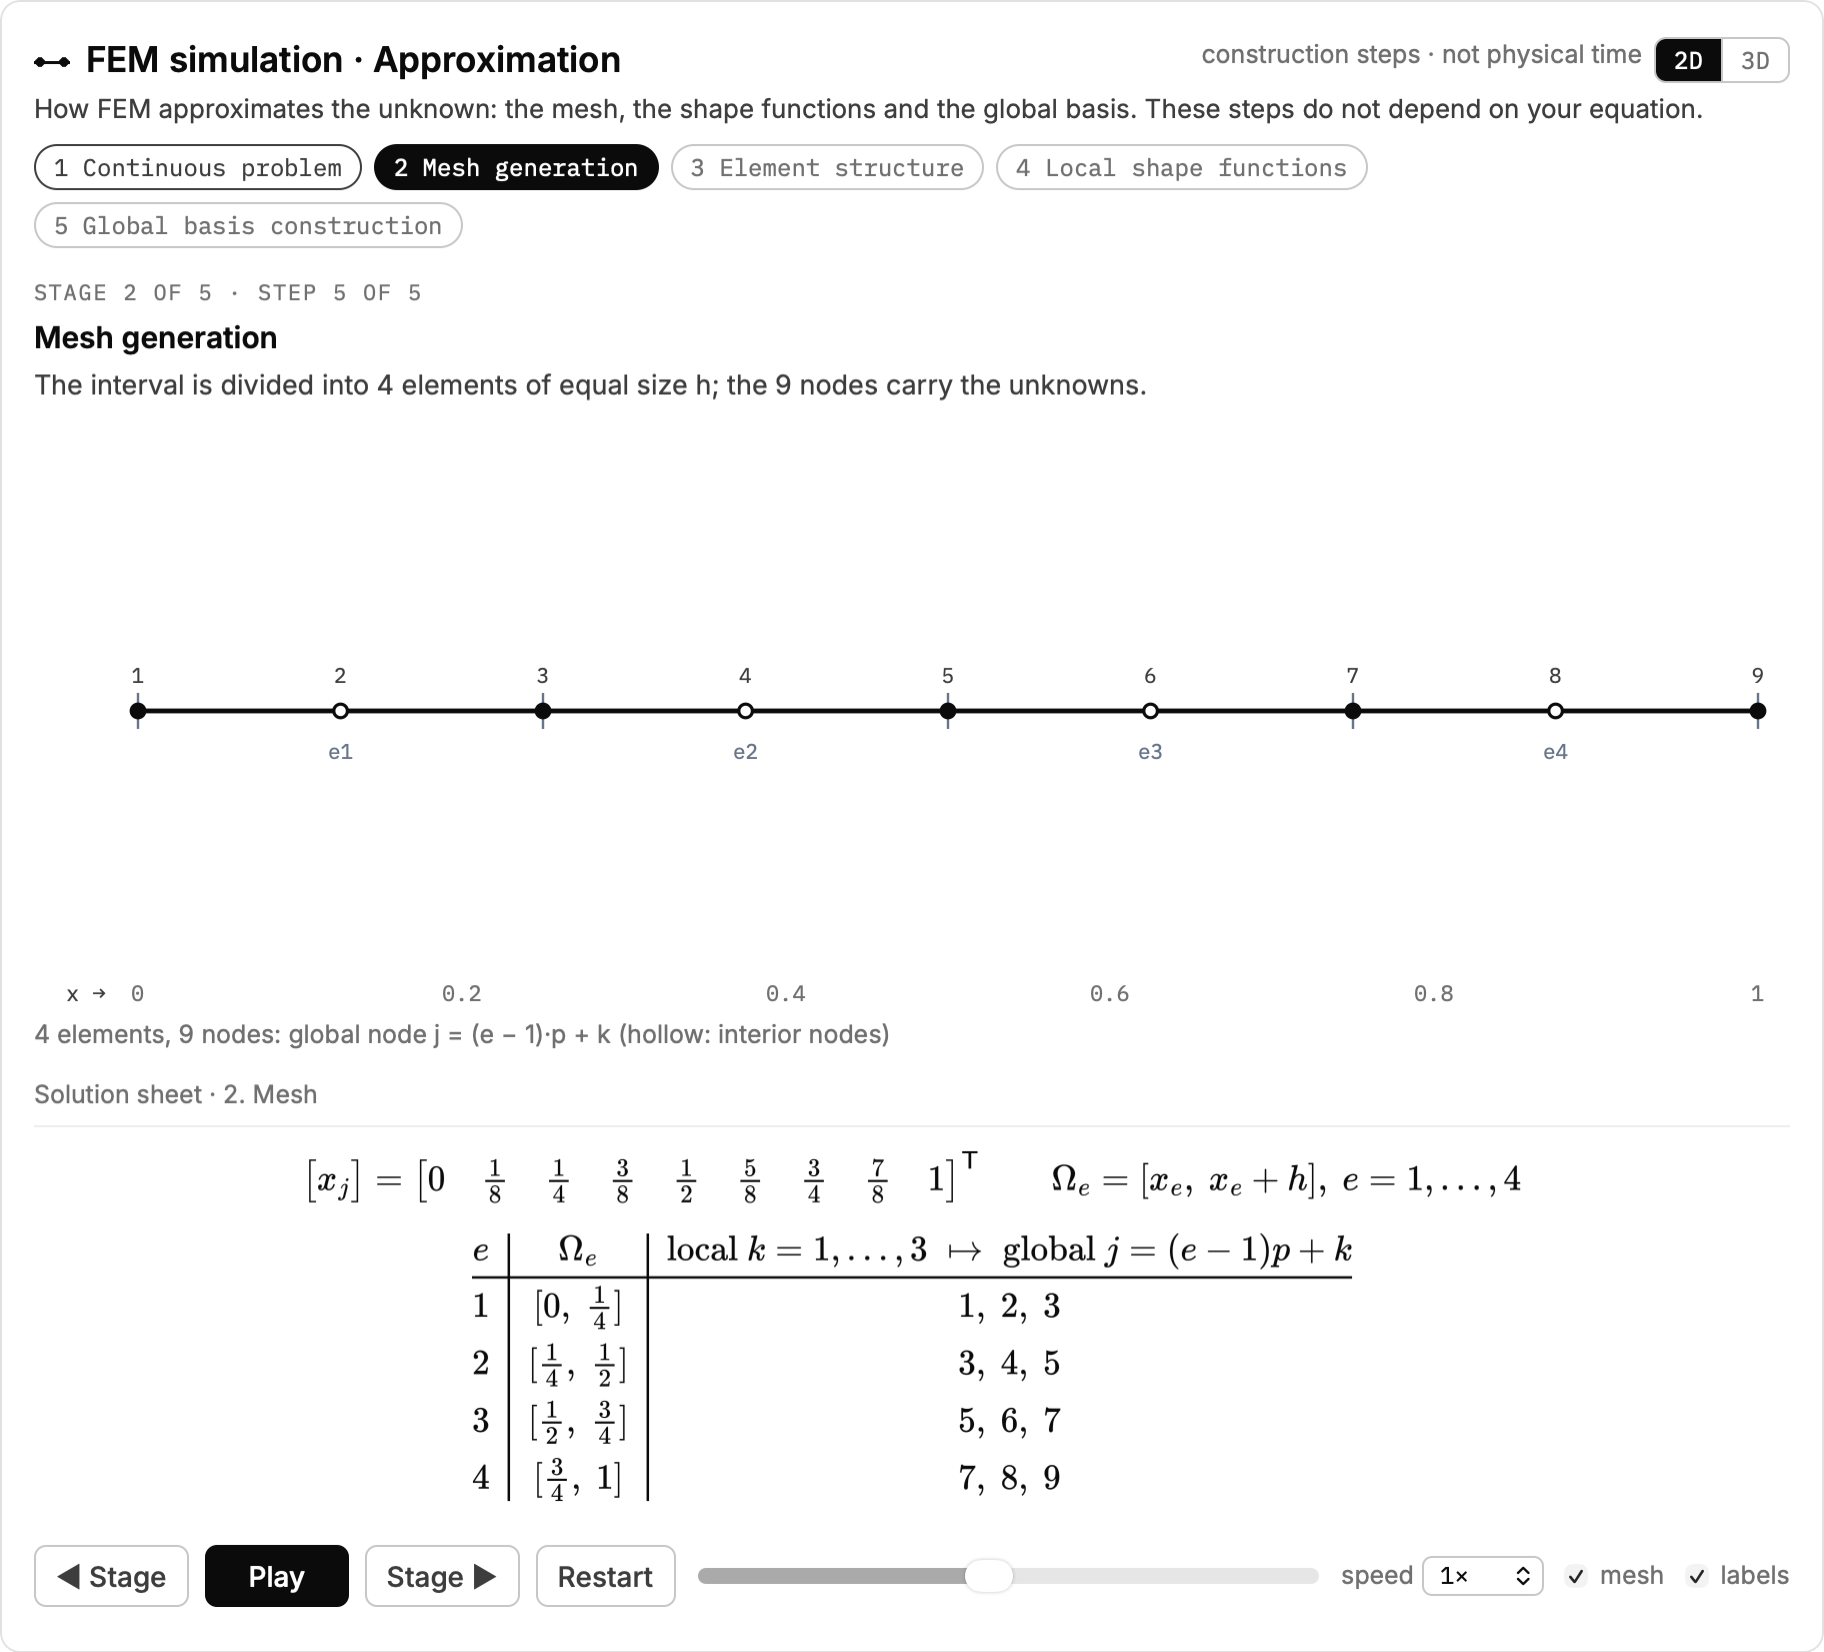 FEM simulation · Approximation
construction steps · not physical time 2D 3D
How FEM approximates the unknown: the mesh, the shape functions and the global basis. These steps do not depend on your equation.
1 Continuous problem 2 Mesh generation 3 Element structure 4 Local shape functions
5 Global basis construction
STAGE 2 OF 5 · STEP 5 OF 5
Mesh generation
The interval is divided into 4 elements of equal size h; the 9 nodes carry the unknowns.
1 2 3 4 5 6 7 8 9
e1 e2 e3 e4
x → 0 0.2 0.4 0.6 0.8 1
4 elements, 9 nodes: global node j = (e − 1)·p + k (hollow: interior nodes)
Solution sheet · 2. Mesh
[x_j] = [0 1/8 1/4 3/8 1/2 5/8 3/4 7/8 1]^T Ω_e = [x_e, x_e + h], e = 1, . . . , 4
e Ω_e local k = 1, . . . , 3 ↦ global j = (e − 1)p + k
1 [0, 1/4] 1, 2, 3
2 [1/4, 1/2] 3, 4, 5
3 [1/2, 3/4] 5, 6, 7
4 [3/4, 1] 7, 8, 9
◀ Stage Play Stage ▶ Restart speed 1× ✓ mesh ✓ labels